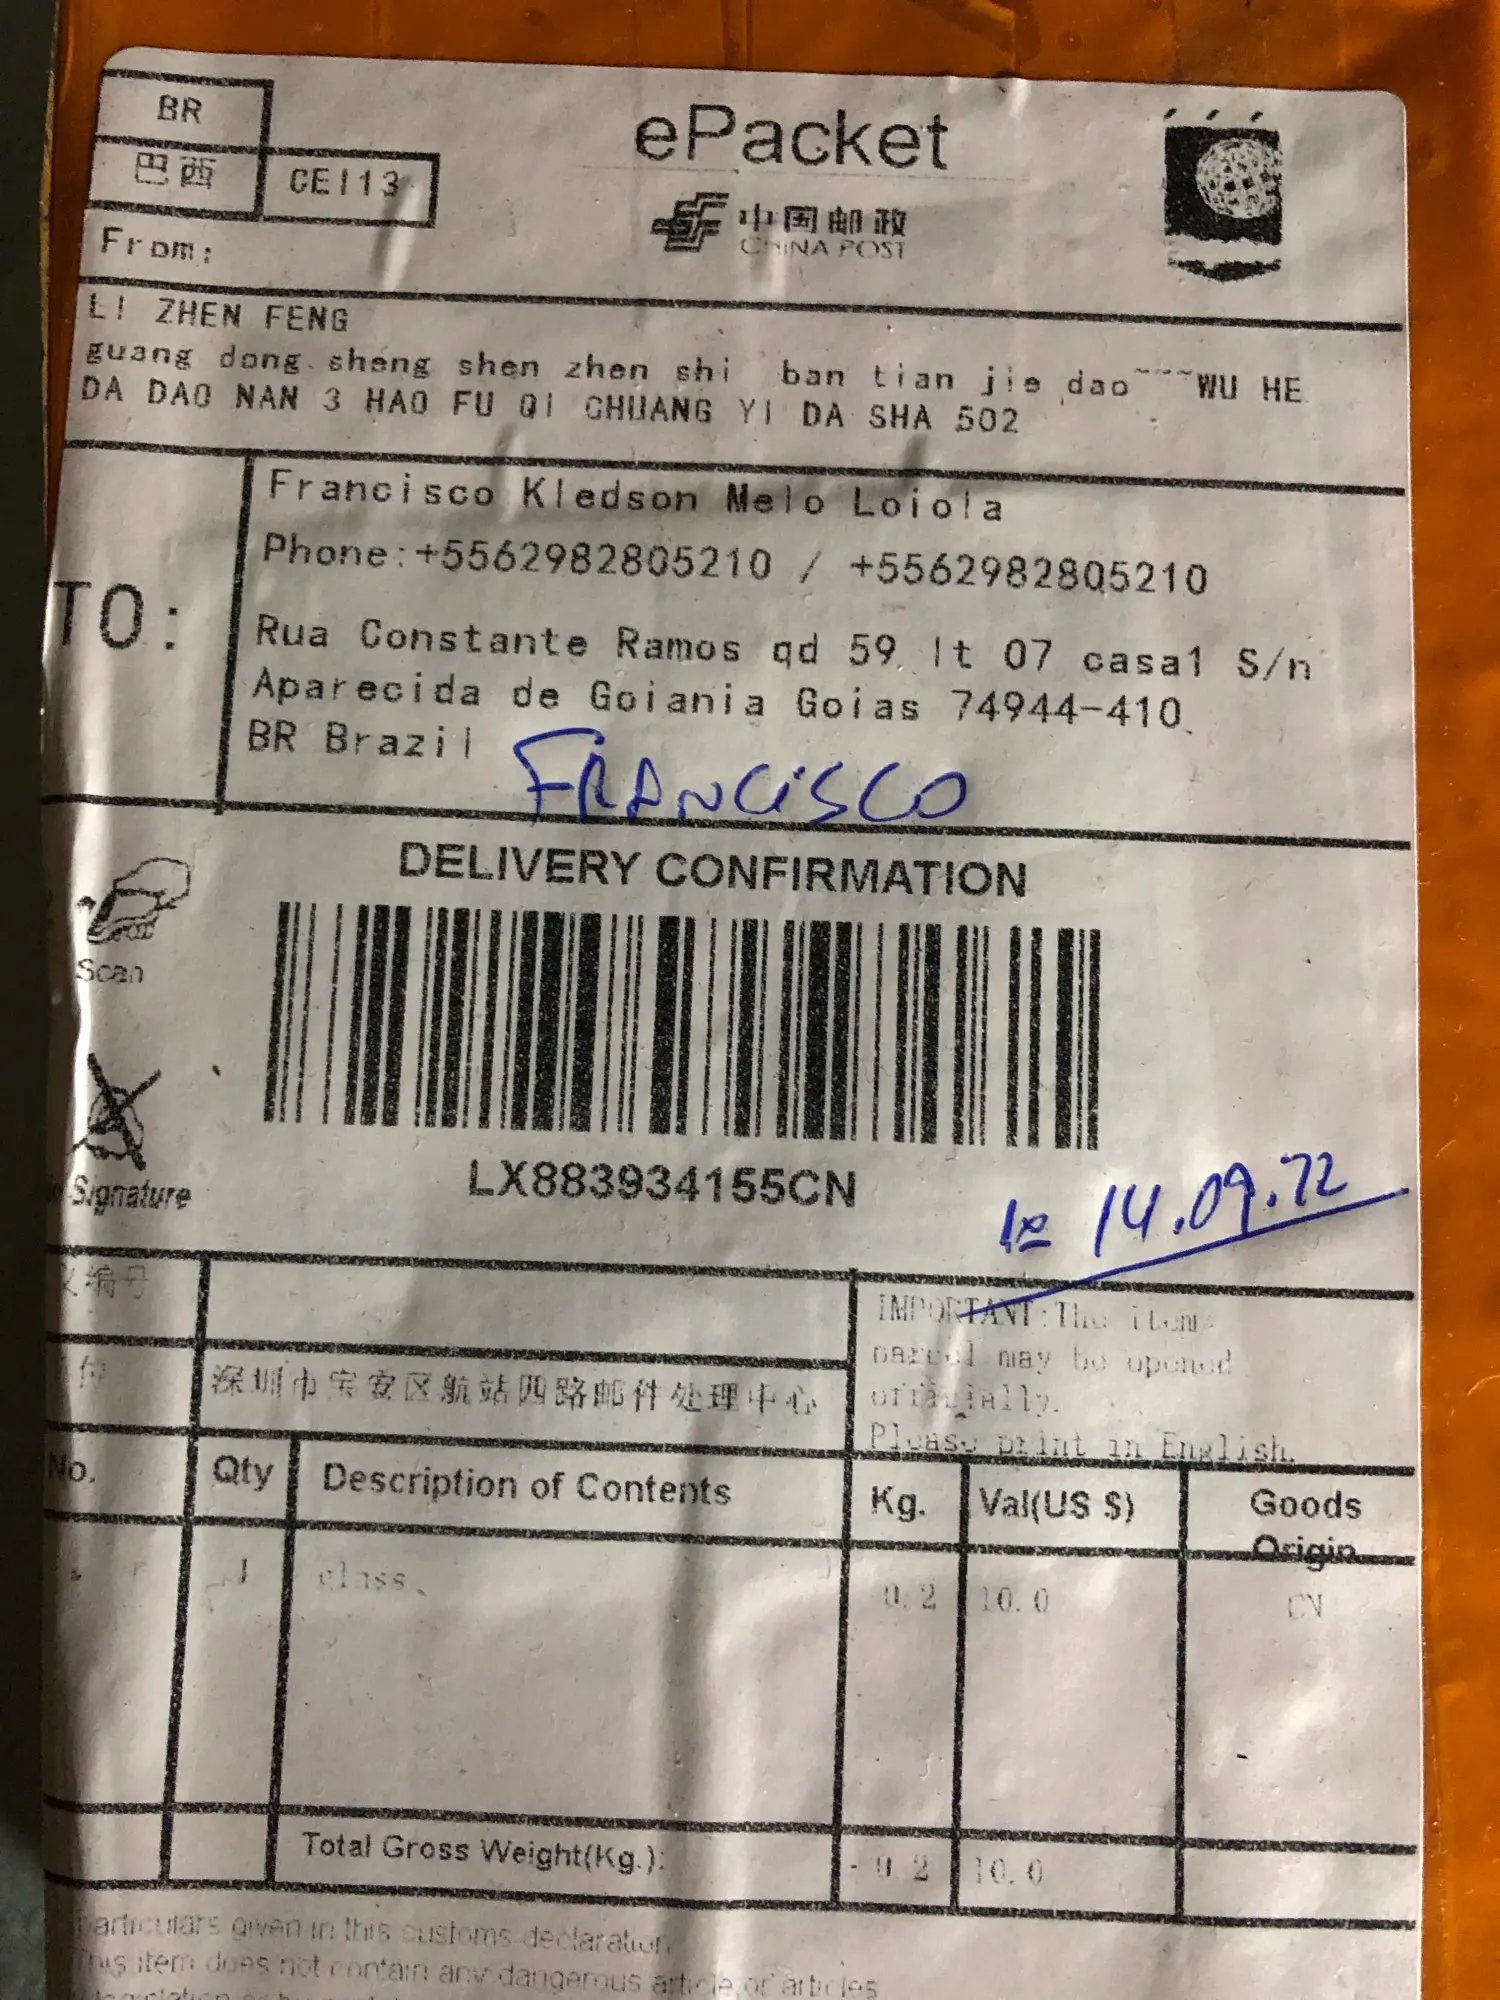 BR
巴西 CEI13
ePacket
中国邮政
CHINA POST
From:
LI ZHEN FENG
guang dong sheng shen zhen shi ban tian jie dao~~~WU HE
DA DAO NAN 3 HAO FU QI CHUANG YI DA SHA 502
TO:
Francisco Kledson Melo Loiola
Phone:+5562982805210 / +5562982805210
Rua Constante Ramos qd 59 lt 07 casa1 S/n
Aparecida de Goiania Goias 74944-410
BR Brazil
FRANCISCO
DELIVERY CONFIRMATION
Scan
Signature
LX883934155CN
14.09.22
编号
IMPORTANT:The item
parcel may be opened
officially.
Please print in English.
深圳市宝安区航站四路邮件处理中心
No. Qty Description of Contents Kg. Val(US $) Goods Origin
1 class 0.2 10.0 CN
Total Gross Weight(Kg.): 0.2 10.0
particulars given in this customs declaration
This item does not contain any dangerous article or articles